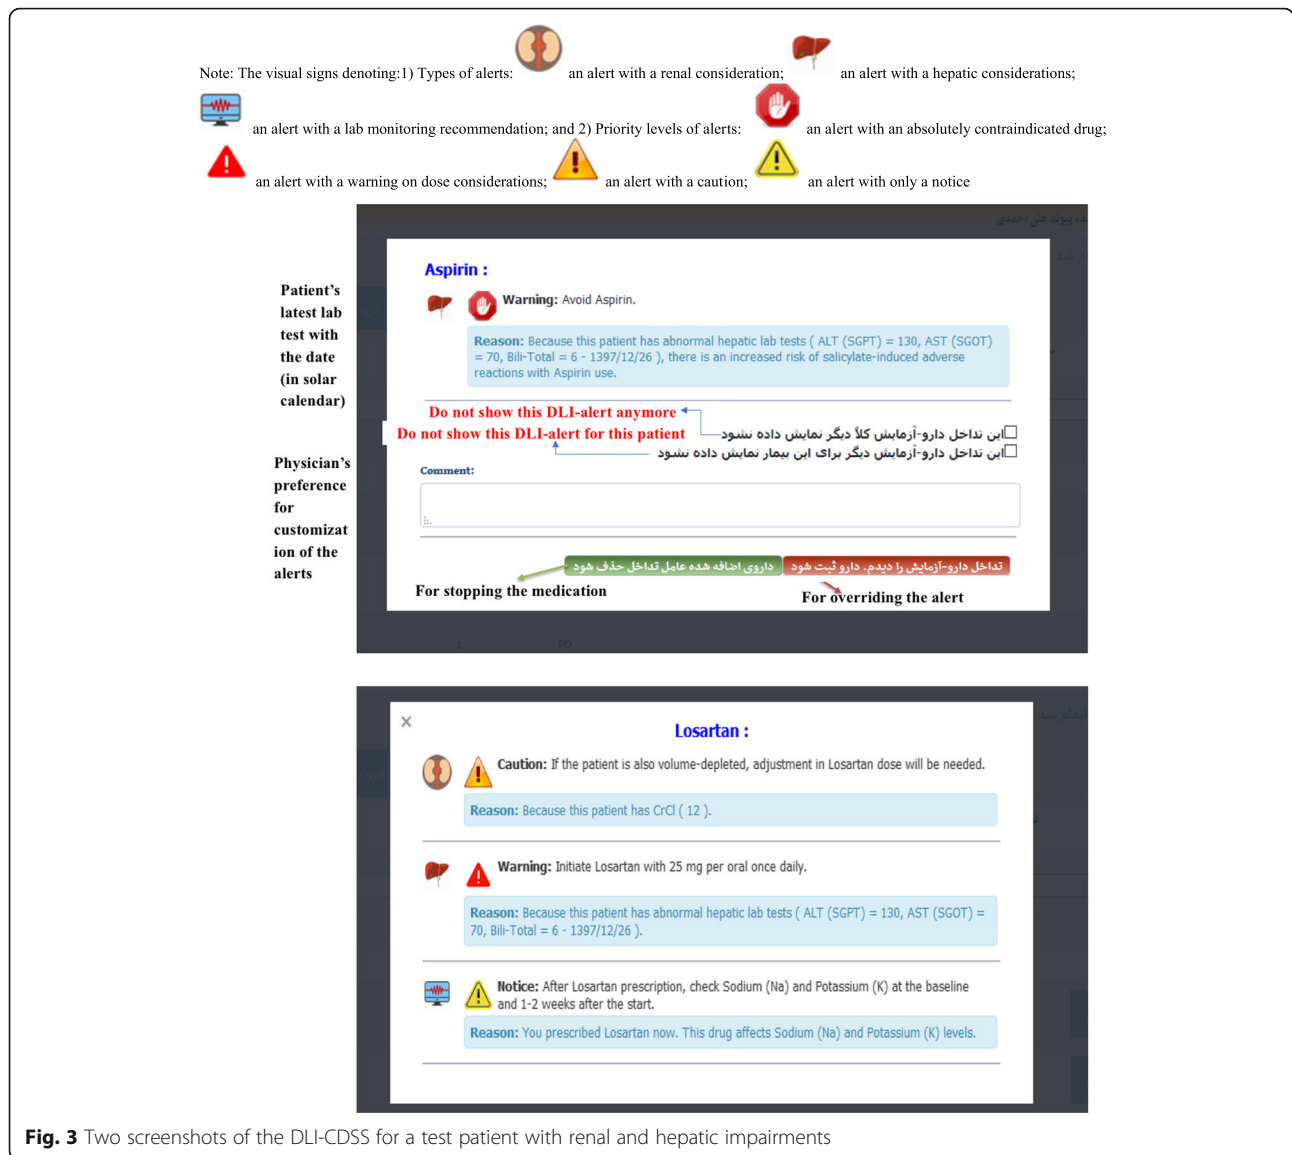 Note: The visual signs denoting:1) Types of alerts: an alert with a renal consideration; an alert with a hepatic considerations;
an alert with a lab monitoring recommendation; and 2) Priority levels of alerts: an alert with an absolutely contraindicated drug;
an alert with a warning on dose considerations; an alert with a caution; an alert with only a notice
پیوند علی احمدی
Patient’s
latest lab
test with
the date
(in solar
calendar)
Aspirin :
Warning: Avoid Aspirin.
Reason: Because this patient has abnormal hepatic lab tests ( ALT (SGPT) = 130, AST (SGOT)
= 70, Bili-Total = 6 - 1397/12/26 ), there is an increased risk of salicylate-induced adverse
reactions with Aspirin use.
Do not show this DLI-alert anymore
این تداخل دارو-آزمایش کلاً دیگر نمایش داده نشود
Do not show this DLI-alert for this patient
این تداخل دارو-آزمایش دیگر برای این بیمار نمایش داده نشود
Physician’s
preference
for
customizat
ion of the
alerts
Comment:
تداخل دارو-آزمایش را دیدم. دارو ثبت شود
داروی اضافه شده عامل تداخل حذف شود
For stopping the medication
For overriding the alert
1 PD
انجام شد
Losartan :
Caution: If the patient is also volume-depleted, adjustment in Losartan dose will be needed.
Reason: Because this patient has CrCl ( 12 ).
Warning: Initiate Losartan with 25 mg per oral once daily.
Reason: Because this patient has abnormal hepatic lab tests ( ALT (SGPT) = 130, AST (SGOT) =
70, Bili-Total = 6 - 1397/12/26 ).
Notice: After Losartan prescription, check Sodium (Na) and Potassium (K) at the baseline
and 1-2 weeks after the start.
Reason: You prescribed Losartan now. This drug affects Sodium (Na) and Potassium (K) levels.
Fig. 3 Two screenshots of the DLI-CDSS for a test patient with renal and hepatic impairments